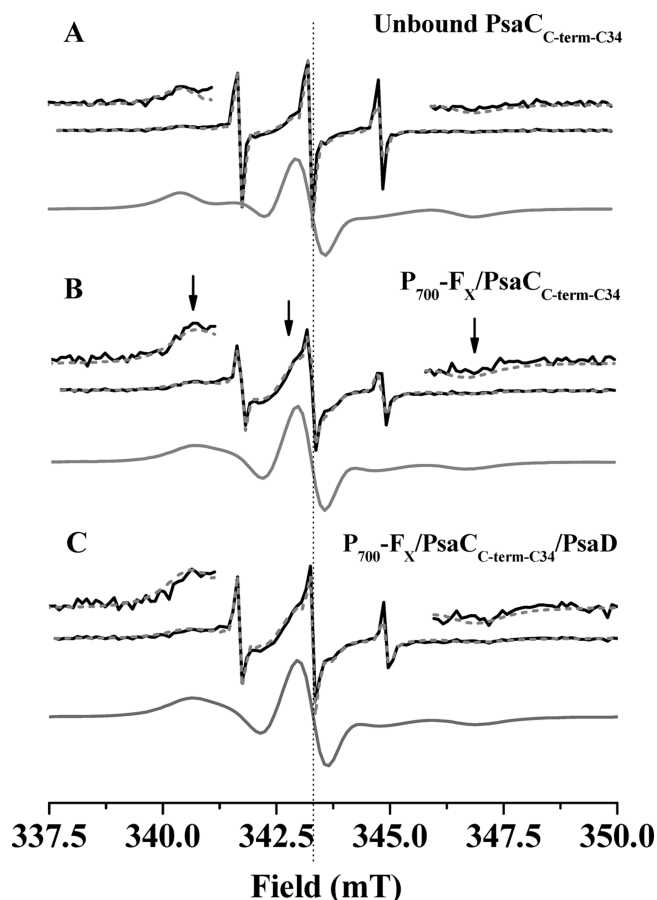 A Unbound PsaC C-term-C34
B P700-FX/PsaC C-term-C34
C P700-FX/PsaC C-term-C34/PsaD
337.5 340.0 342.5 345.0 347.5 350.0
Field (mT)